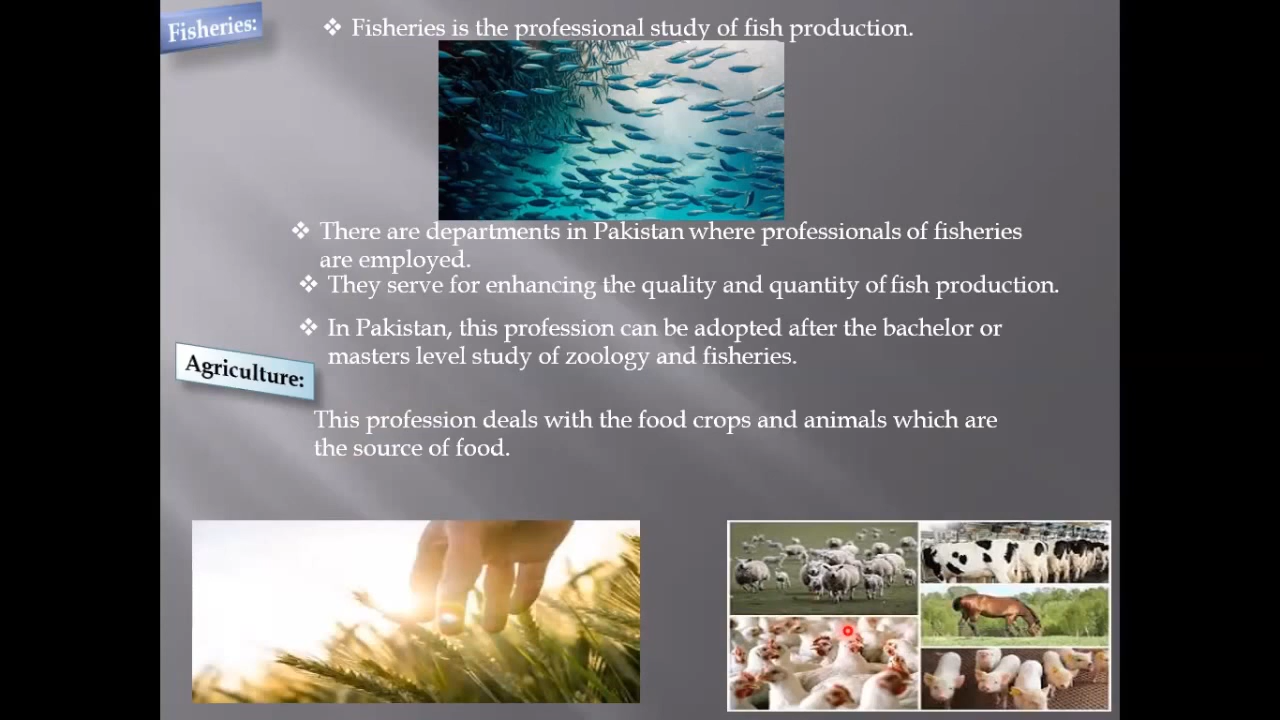 Fisheries:
❖ Fisheries is the professional study of fish production.
❖ There are departments in Pakistan where professionals of fisheries
are employed.
❖ They serve for enhancing the quality and quantity of fish production.
❖ In Pakistan, this profession can be adopted after the bachelor or
masters level study of zoology and fisheries.
Agriculture:
This profession deals with the food crops and animals which are
the source of food.